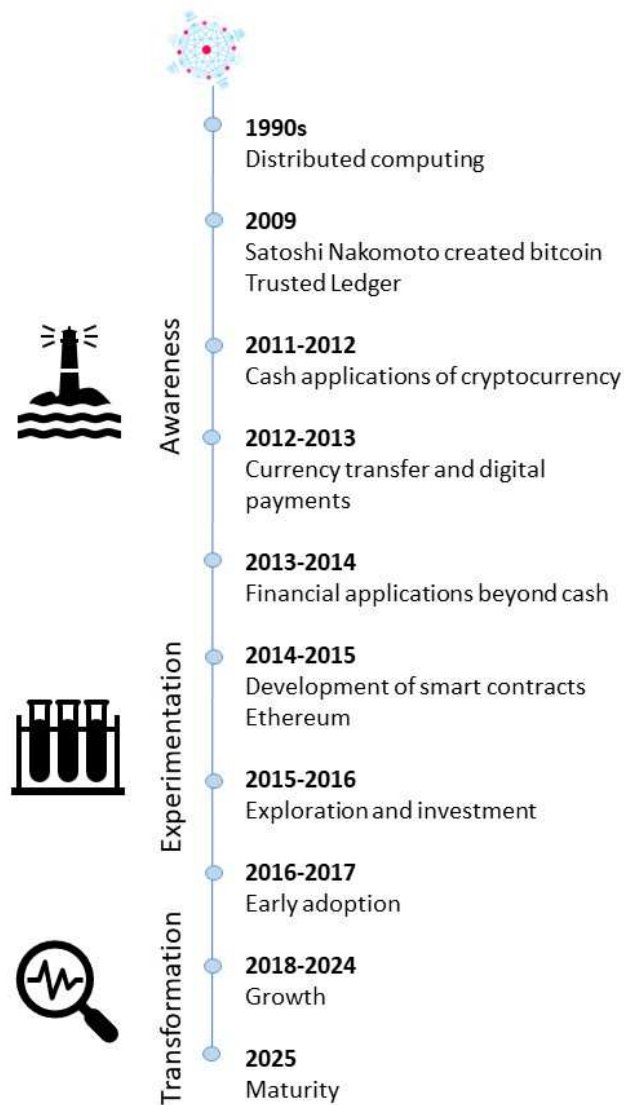 1990s
Distributed computing
2009
Satoshi Nakomoto created bitcoin
Trusted Ledger
Awareness
2011-2012
Cash applications of cryptocurrency
2012-2013
Currency transfer and digital
payments
2013-2014
Financial applications beyond cash
Experimentation
2014-2015
Development of smart contracts
Ethereum
2015-2016
Exploration and investment
2016-2017
Early adoption
Transformation
2018-2024
Growth
2025
Maturity